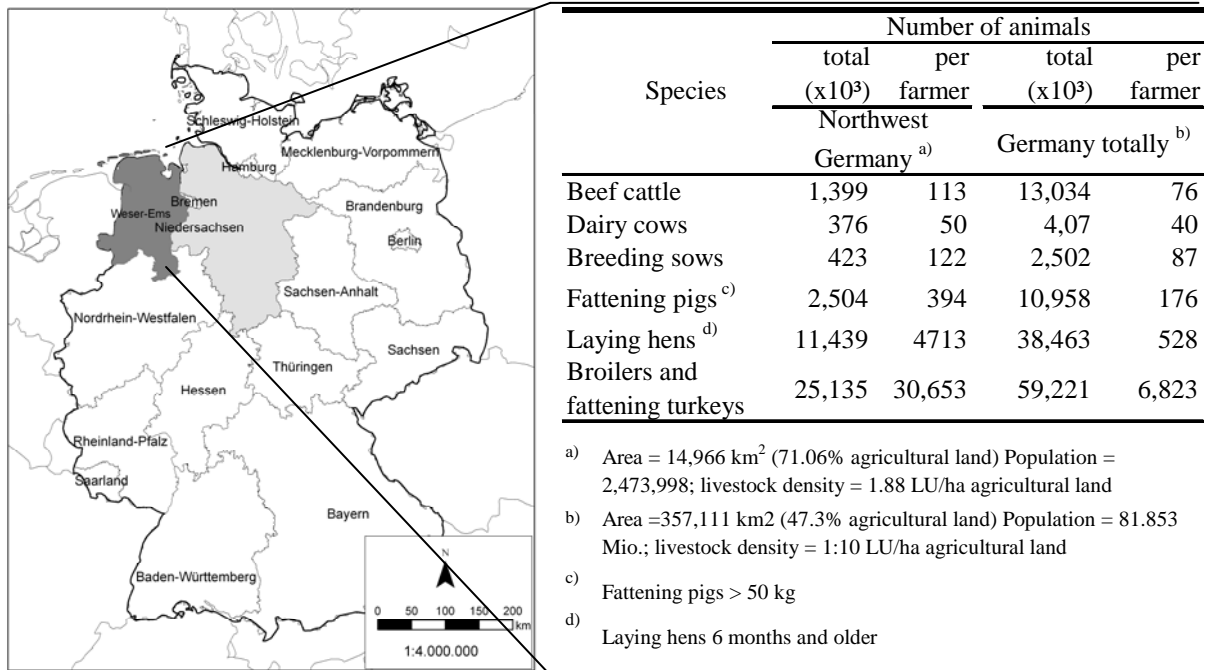 Schleswig-Holstein
Mecklenburg-Vorpommern
Hamburg
Bremen
Weser-Ems
Niedersachsen
Brandenburg
Berlin
Sachsen-Anhalt
Nordrhein-Westfalen
Sachsen
Thüringen
Hessen
Rheinland-Pfalz
Saarland
Bayern
Baden-Württemberg
N
0 50 100 150 200
km
1:4.000.000
Number of animals
total per total per
Species (x10³) farmer (x10³) farmer
Northwest
Germany a) Germany totally b)
Beef cattle 1,399 113 13,034 76
Dairy cows 376 50 4,07 40
Breeding sows 423 122 2,502 87
Fattening pigs c) 2,504 394 10,958 176
Laying hens d) 11,439 4713 38,463 528
Broilers and
fattening turkeys 25,135 30,653 59,221 6,823
a) Area = 14,966 km² (71.06% agricultural land) Population =
2,473,998; livestock density = 1.88 LU/ha agricultural land
b) Area =357,111 km2 (47.3% agricultural land) Population = 81.853
Mio.; livestock density = 1:10 LU/ha agricultural land
c) Fattening pigs > 50 kg
d) Laying hens 6 months and older